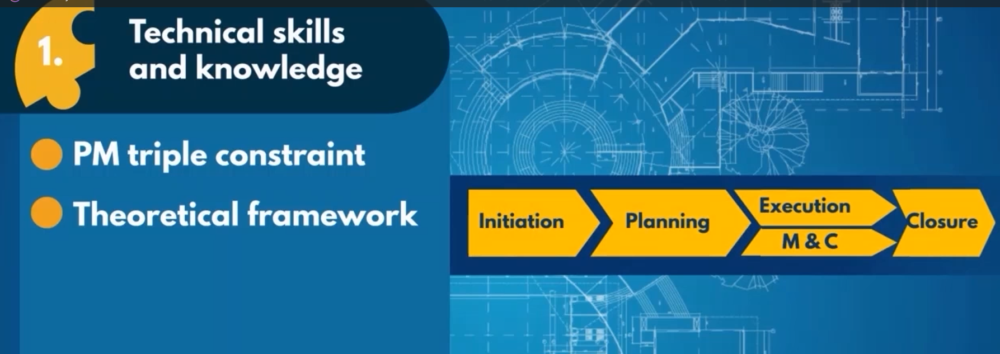 1.
Technical skills
and knowledge
PM triple constraint
Theoretical framework
Initiation
Planning
Execution
M & C
Closure